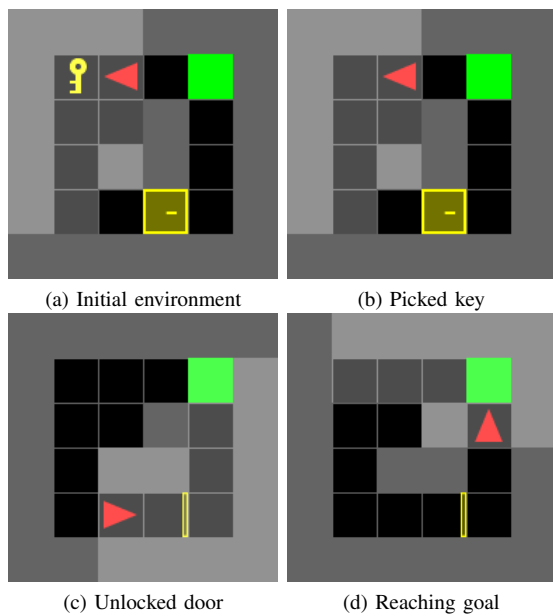 (a) Initial environment
(b) Picked key
(c) Unlocked door
(d) Reaching goal